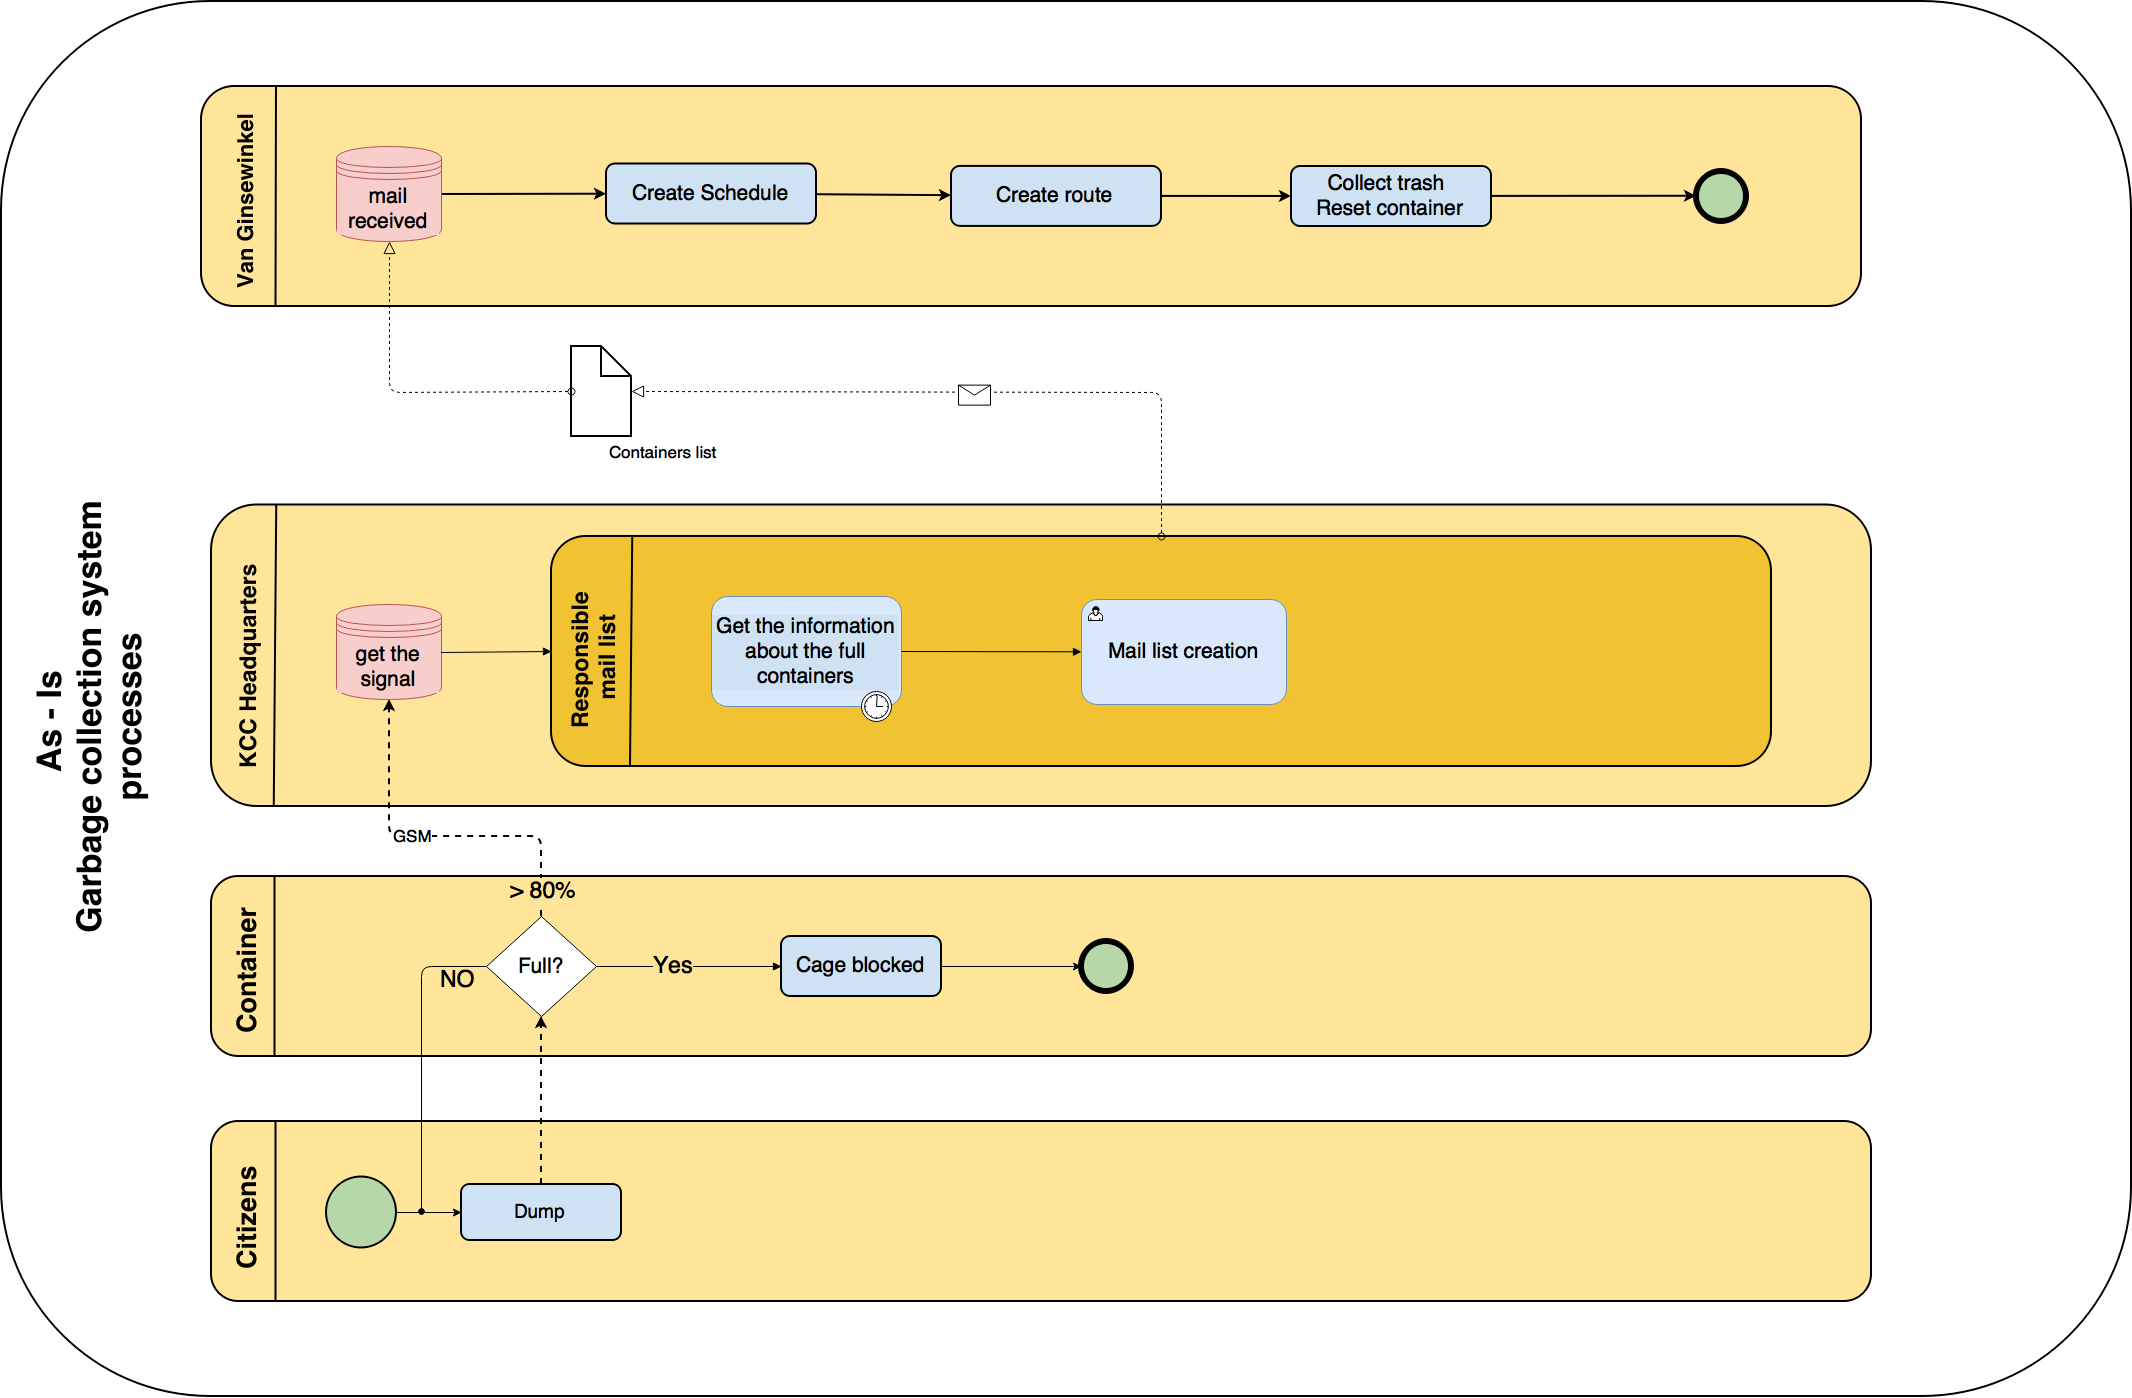 As - Is
Garbage collection system
processes
Van Ginsewinkel
mail
received
Create Schedule
Create route
Collect trash
Reset container
Containers list
KCC Headquarters
get the
signal
Responsible
mail list
Get the information
about the full
containers
Mail list creation
GSM
Container
> 80%
Full?
NO
Yes
Cage blocked
Citizens
Dump